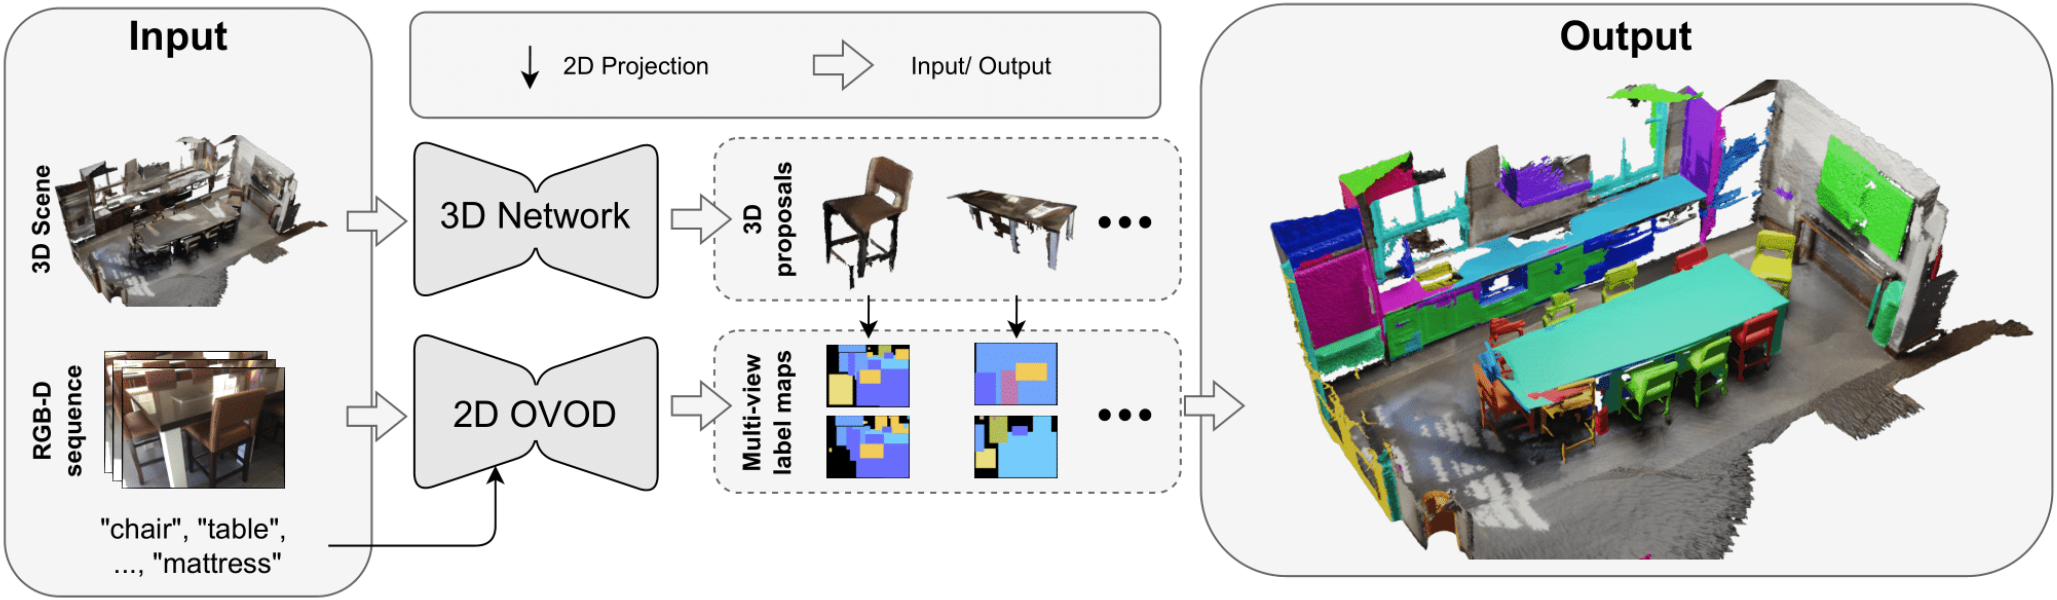 Input
2D Projection
Input/ Output
Output
3D Scene
3D Network
3D
proposals
RGB-D
sequence
2D OVOD
Multi-view
label maps
"chair", "table",
..., "mattress"